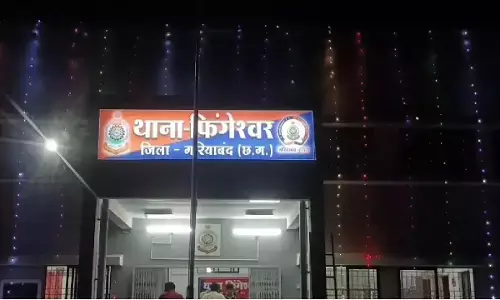 थाना-फिंगेश्वर
जिला - गरियाबंद (छ.ग.)